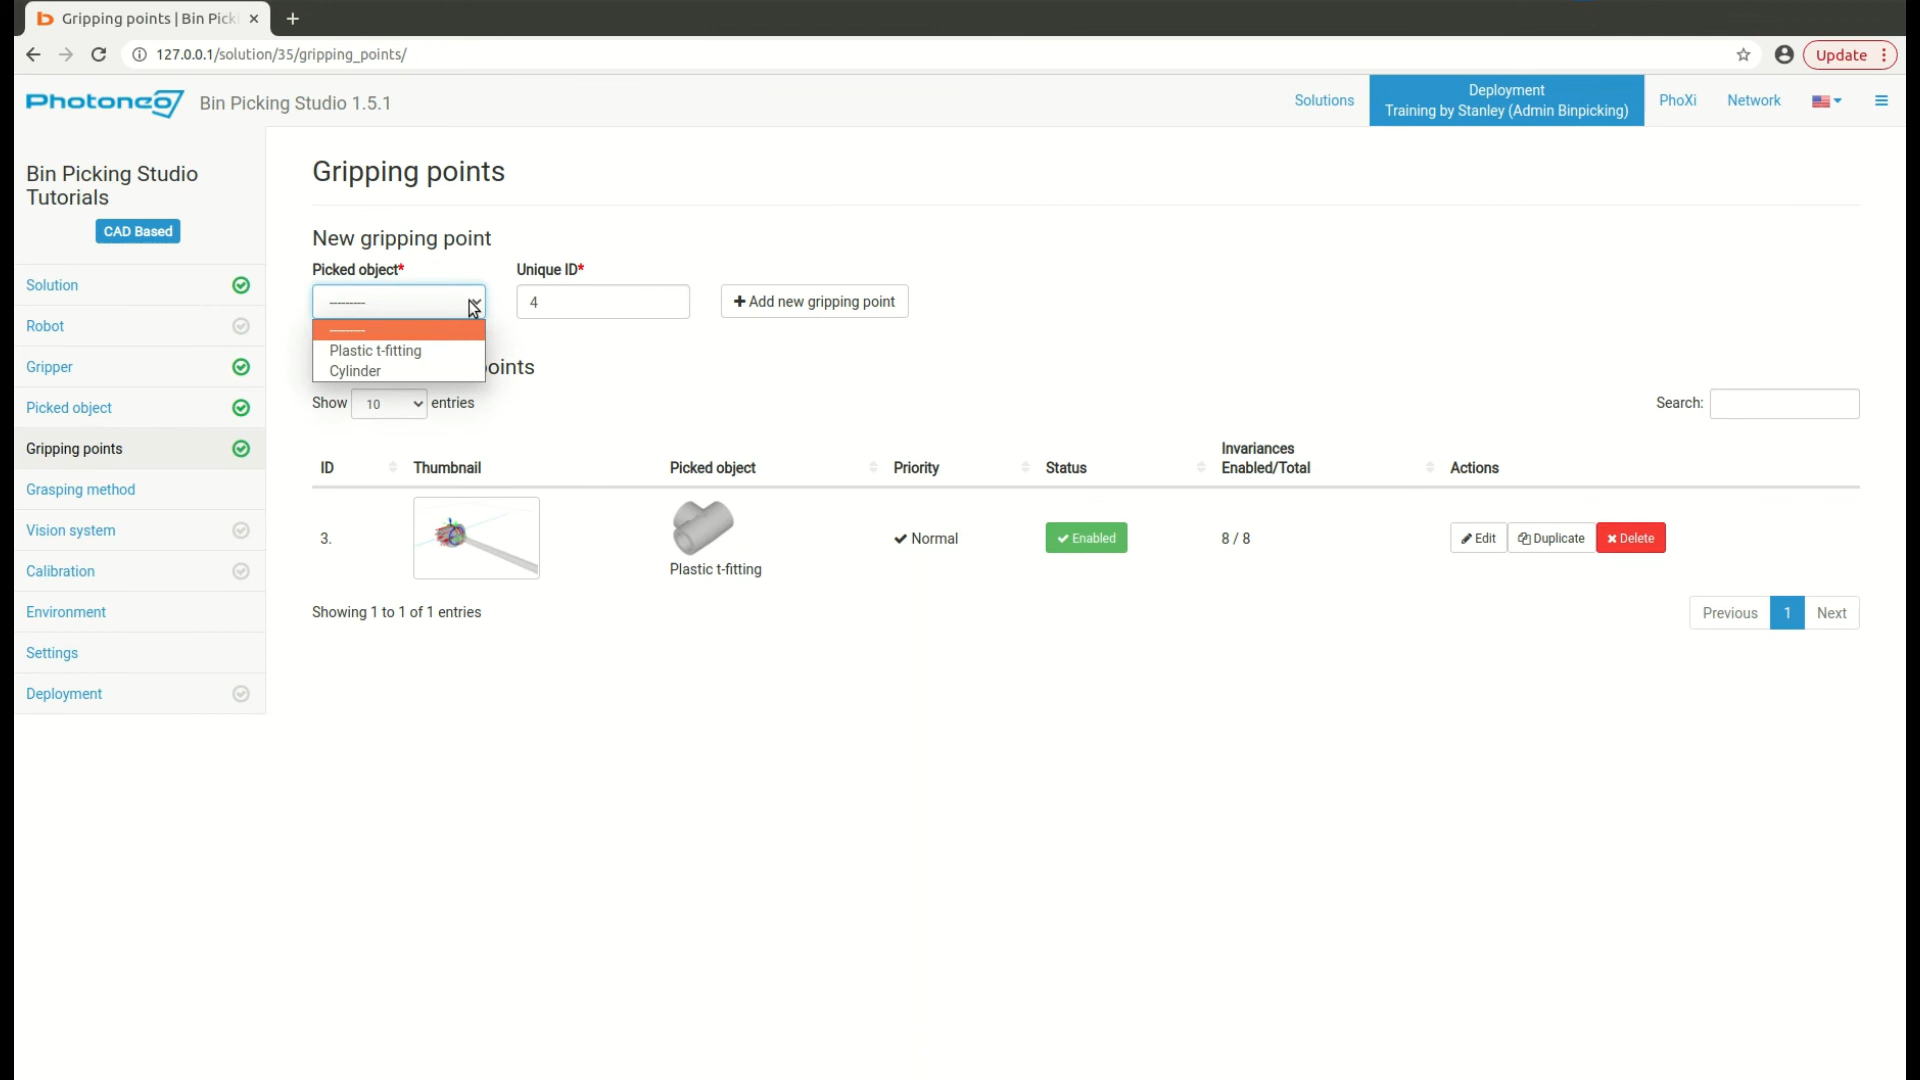 Gripping points | Bin Pick
127.0.0.1/solution/35/gripping_points/
Update
Photoneo Bin Picking Studio 1.5.1
Solutions
Deployment
Training by Stanley (Admin Binpicking)
PhoXi
Network
Bin Picking Studio
Tutorials
CAD Based
Solution
Robot
Gripper
Picked object
Gripping points
Grasping method
Vision system
Calibration
Environment
Settings
Deployment
Gripping points
New gripping point
Picked object*
Unique ID*
---------
4
Add new gripping point
---------
Plastic t-fitting
Cylinder
points
Show 10 entries
Search:
ID
Thumbnail
Picked object
Priority
Status
Invariances
Enabled/Total
Actions
3.
Plastic t-fitting
Normal
Enabled
8 / 8
Edit
Duplicate
Delete
Showing 1 to 1 of 1 entries
Previous
1
Next